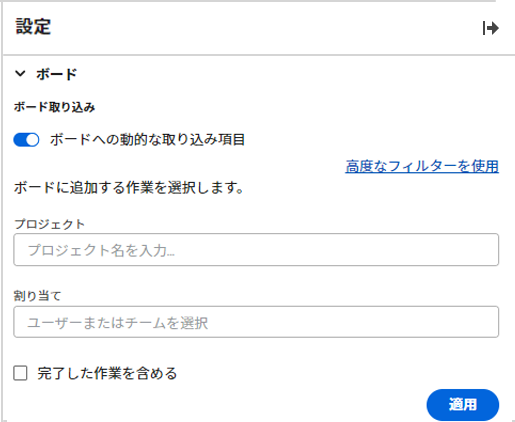 設定
ボード
ボード取り込み
ボードへの動的な取り込み項目
高度なフィルターを使用
ボードに追加する作業を選択します。
プロジェクト
プロジェクト名を入力...
割り当て
ユーザーまたはチームを選択
完了した作業を含める
適用